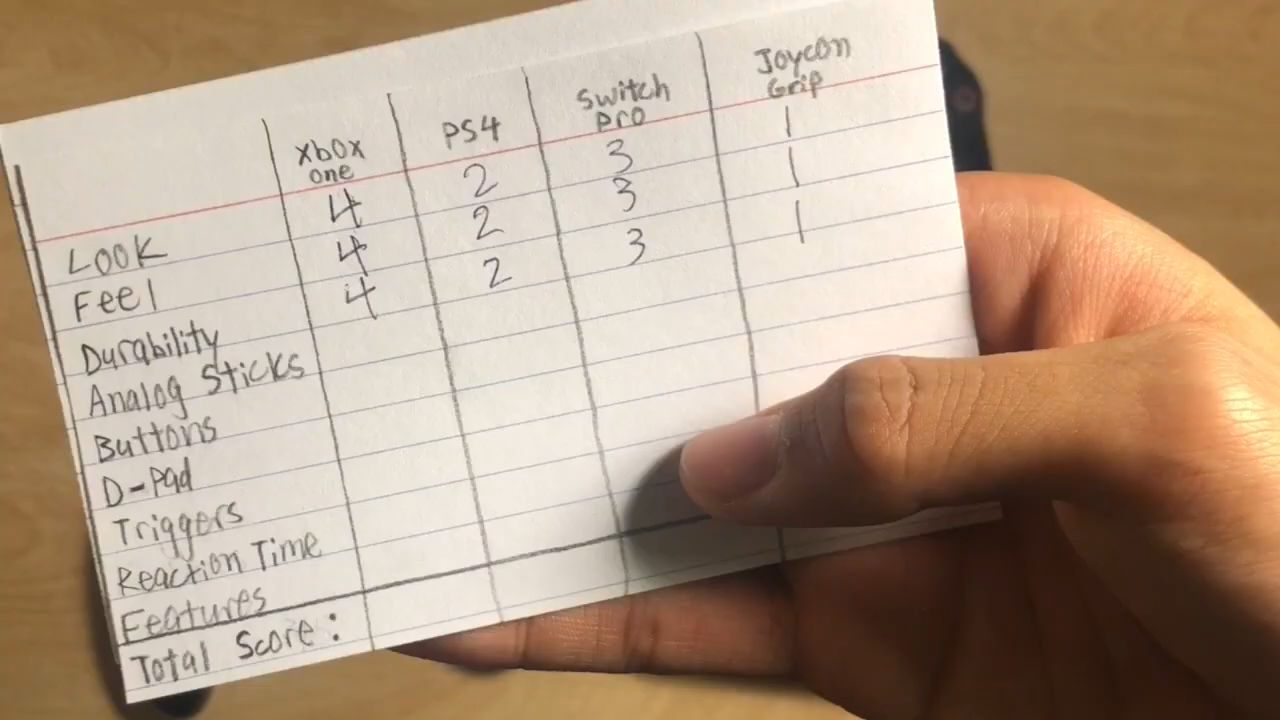 xbox one PS4 Switch Pro Joycon Grip
Look 4 2 3 1
Feel 4 2 3 1
Durability 4 2 3 1
Analog Sticks
Buttons
D-Pad
Triggers
Reaction Time
Features
Total Score: